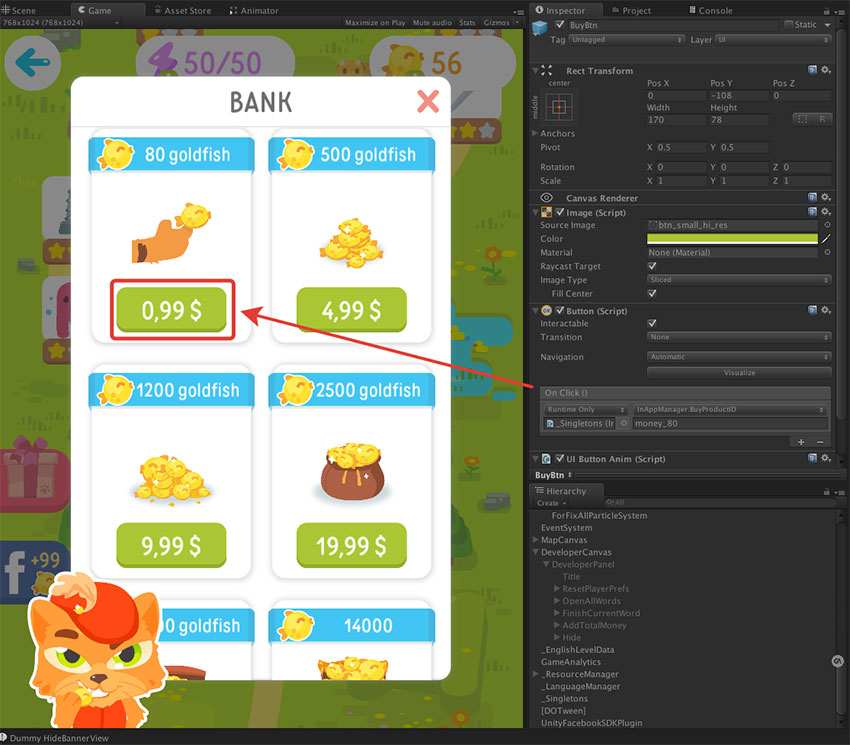 Scene
Game
Asset Store
Animator
768x1024 (768x1024)
Maximize on Play
Mute audio
Stats
Gizmos
50/50
56
BANK
80 goldfish
500 goldfish
0,99 $
4,99 $
1200 goldfish
2500 goldfish
9,99 $
19,99 $
00 goldfish
14000
f
+99
Dummy HideBannerView
Inspector
Project
Console
BuyBtn
Static
Tag Untagged
Layer UI
Rect Transform
center
middle
Pos X Pos Y Pos Z
0 -108 0
Width Height
170 78
R
Anchors
Pivot X 0.5 Y 0.5
Rotation X 0 Y 0 Z 0
Scale X 1 Y 1 Z 1
Canvas Renderer
Image (Script)
Source Image btn_small_hi_res
Color
Material None (Material)
Raycast Target
Image Type Sliced
Fill Center
Button (Script)
Interactable
Transition None
Navigation Automatic
Visualize
On Click ()
Runtime Only InAppManager.BuyProductID
_Singletons (In money_80
+ −
UI Button Anim (Script)
BuyBtn
Hierarchy
Create
All
ForFixAllParticleSystem
EventSystem
MapCanvas
DeveloperCanvas
DeveloperPanel
Title
ResetPlayerPrefs
OpenAllWords
FinishCurrentWord
AddTotalMoney
Hide
_EnglishLevelData
GameAnalytics
GA
_ResourceManager
_LanguageManager
_Singletons
[DOTween]
UnityFacebookSDKPlugin